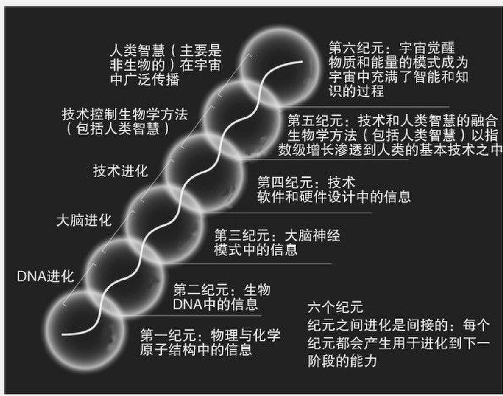 人类智慧（主要是
非生物的）在宇宙
中广泛传播
第六纪元：宇宙觉醒
物质和能量的模式成为
宇宙中充满了智能和知
识的过程
技术控制生物学方法
（包括人类智慧）
第五纪元：技术和人类智慧的融合
生物学方法（包括人类智慧）以指
数级增长渗透到人类的基本技术之中
技术进化
第四纪元：技术
软件和硬件设计中的信息
大脑进化
第三纪元：大脑神经
模式中的信息
DNA进化
第二纪元：生物
DNA中的信息
第一纪元：物理与化学
原子结构中的信息
六个纪元
纪元之间进化是间接的：每个
纪元都会产生用于进化到下一
阶段的能力